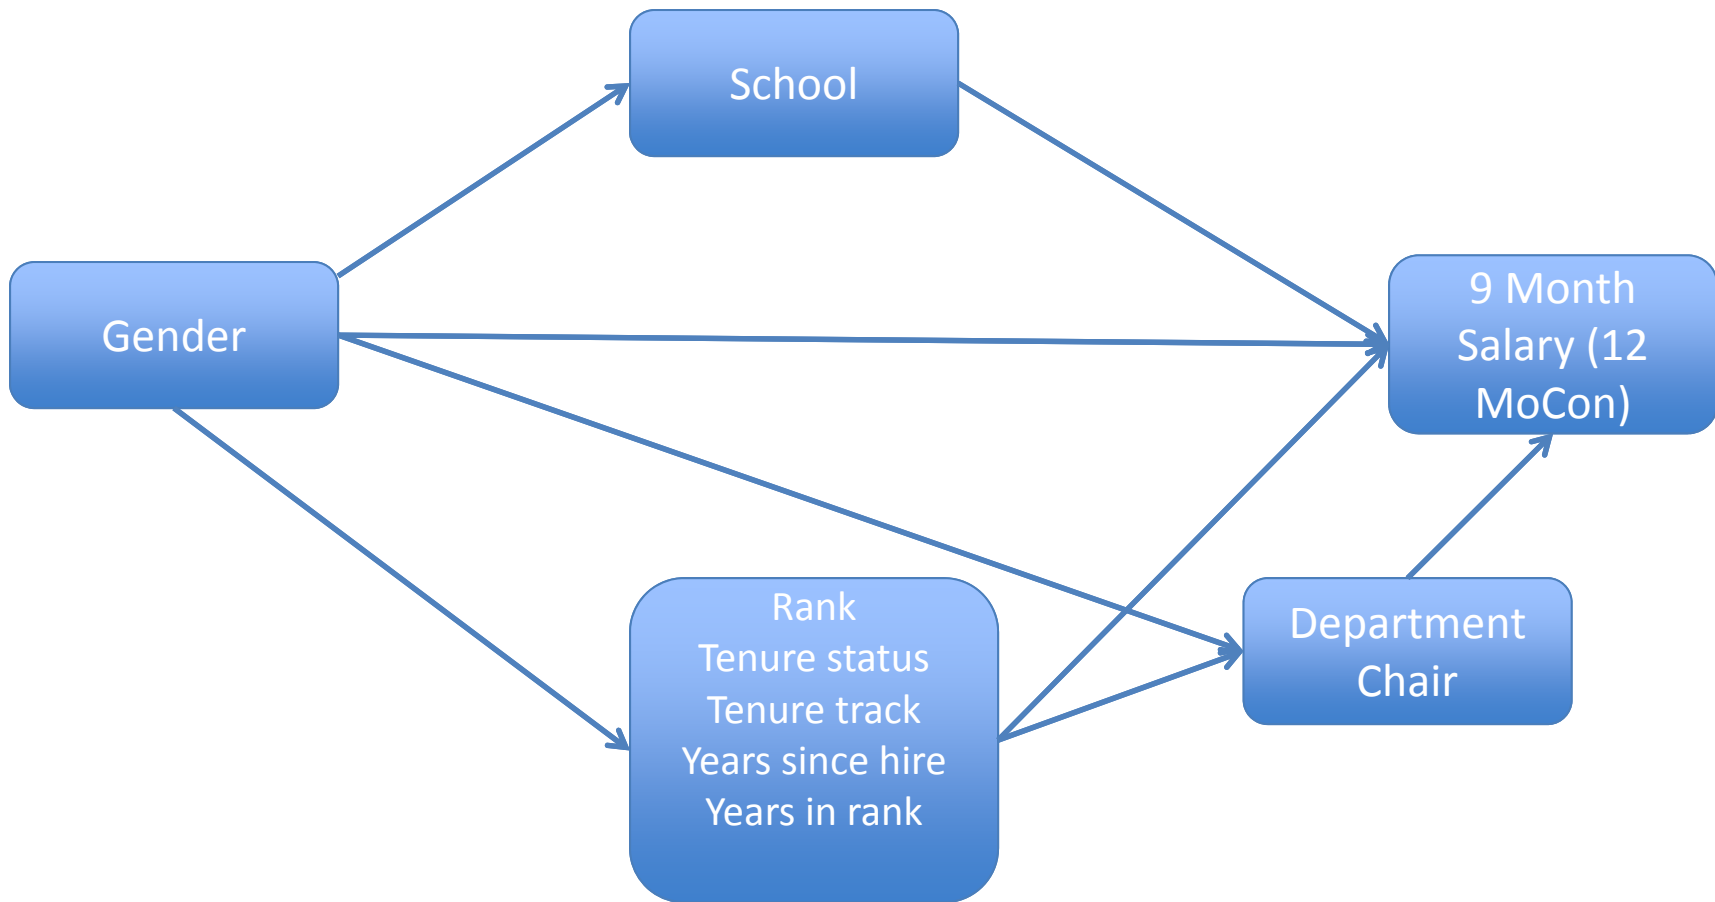 School
Gender
9 Month
Salary (12
MoCon)
Rank
Tenure status
Tenure track
Years since hire
Years in rank
Department
Chair